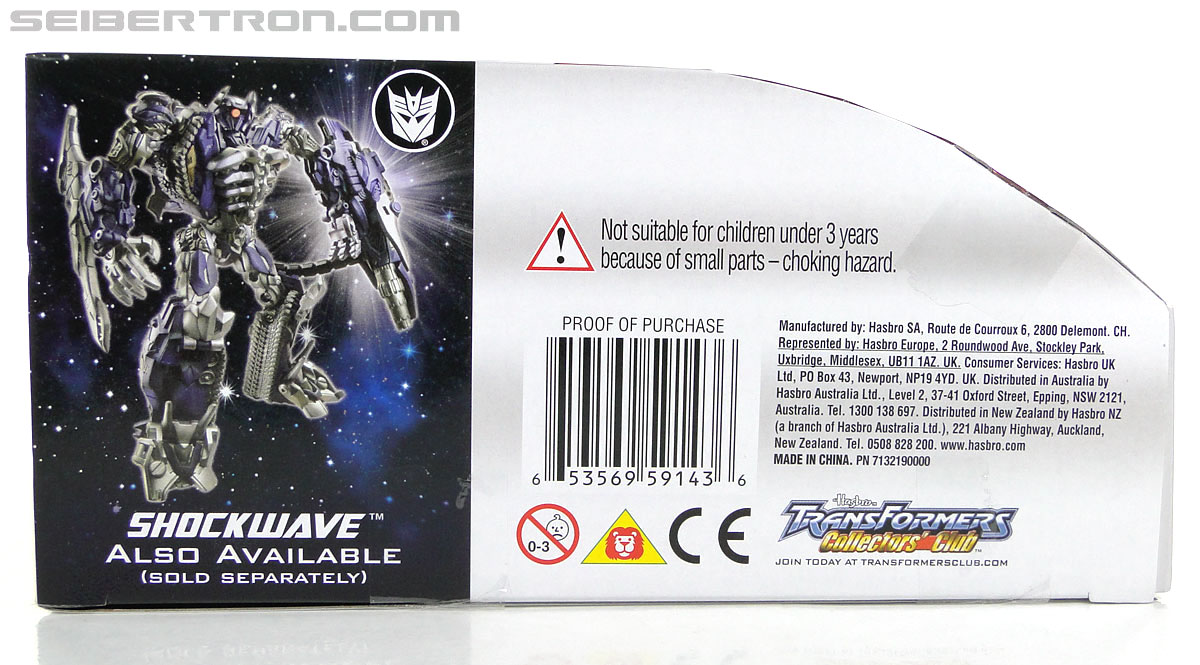 SEIBERTRON.COM
®
SHOCKWAVE™
ALSO AVAILABLE
(SOLD SEPARATELY)
Not suitable for children under 3 years
because of small parts – choking hazard.
PROOF OF PURCHASE
6 53569 59143 6
0-3
CE
Manufactured by: Hasbro SA, Route de Courroux 6, 2800 Delemont. CH.
Represented by: Hasbro Europe, 2 Roundwood Ave, Stockley Park,
Uxbridge, Middlesex, UB11 1AZ. UK. Consumer Services: Hasbro UK
Ltd, PO Box 43, Newport, NP19 4YD. UK. Distributed in Australia by
Hasbro Australia Ltd., Level 2, 37-41 Oxford Street, Epping, NSW 2121,
Australia. Tel. 1300 138 697. Distributed in New Zealand by Hasbro NZ
(a branch of Hasbro Australia Ltd.), 221 Albany Highway, Auckland,
New Zealand. Tel. 0508 828 200. www.hasbro.com
MADE IN CHINA. PN 7132190000
Hasbro
TRANSFORMERS
Collectors' Club™
JOIN TODAY AT TRANSFORMERSCLUB.COM